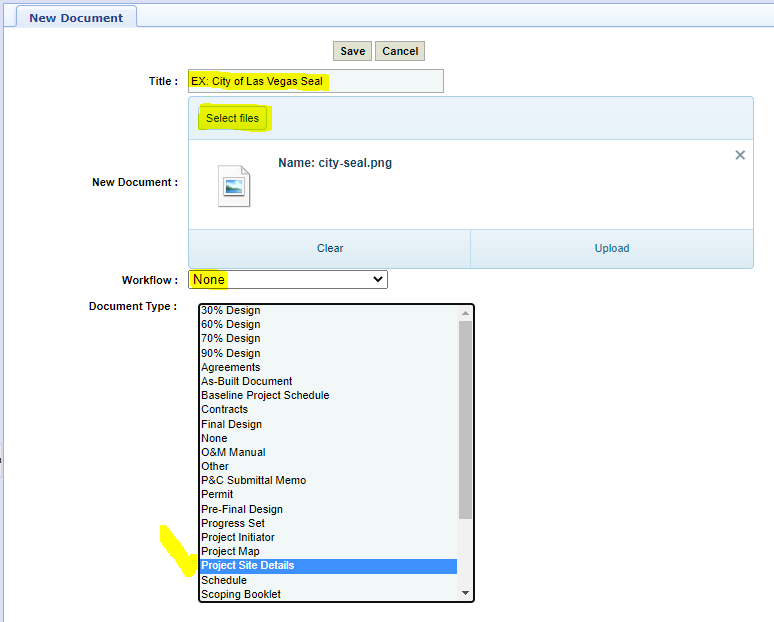 New Document
Save Cancel
Title : EX: City of Las Vegas Seal
Select files
Name: city-seal.png
New Document :
Clear Upload
Workflow : None
Document Type :
30% Design
60% Design
70% Design
90% Design
Agreements
As-Built Document
Baseline Project Schedule
Contracts
Final Design
None
O&M Manual
Other
P&C Submittal Memo
Permit
Pre-Final Design
Progress Set
Project Initiator
Project Map
Project Site Details
Schedule
Scoping Booklet